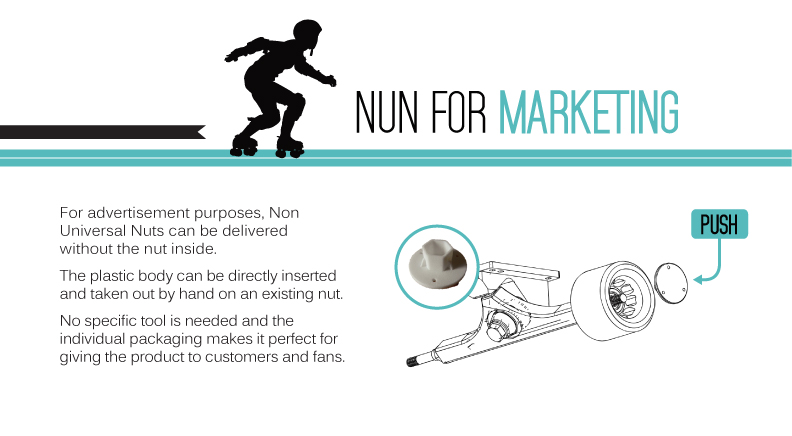 NUN FOR MARKETING
For advertisement purposes, Non
Universal Nuts can be delivered
without the nut inside.
The plastic body can be directly inserted
and taken out by hand on an existing nut.
No specific tool is needed and the
individual packaging makes it perfect for
giving the product to customers and fans.
PUSH